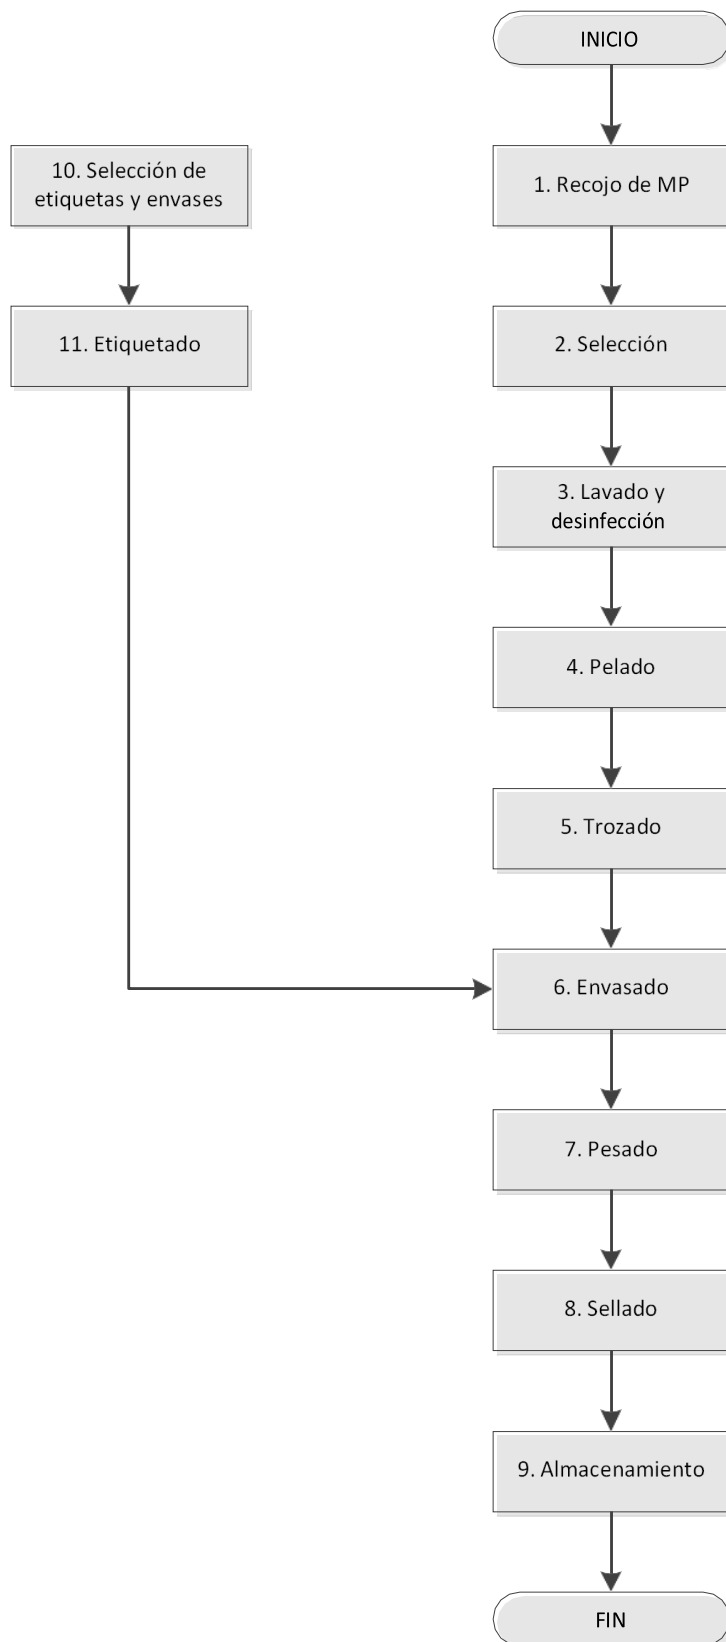 INICIO
10. Selección de
etiquetas y envases
1. Recojo de MP
11. Etiquetado
2. Selección
3. Lavado y
desinfección
4. Pelado
5. Trozado
6. Envasado
7. Pesado
8. Sellado
9. Almacenamiento
FIN